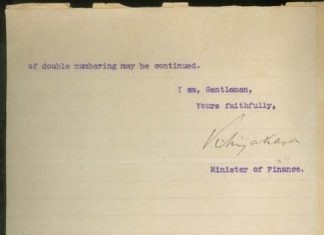 of double numbering may be continued.
I am, Gentlemen,
Yours faithfully,
Minister of Finance.